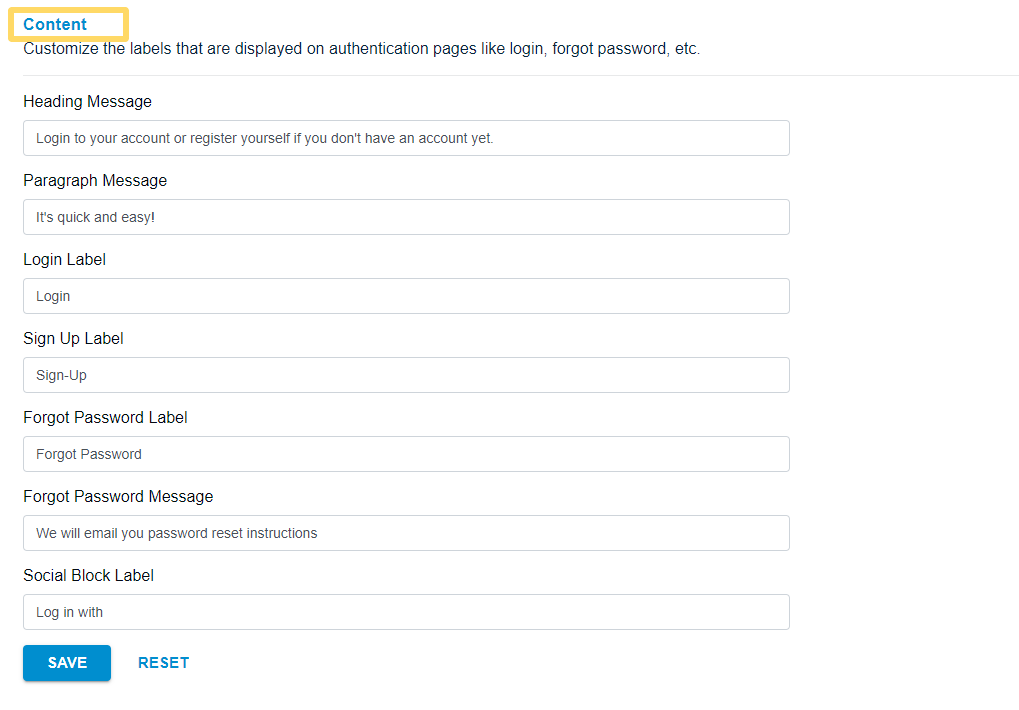 Content
Customize the labels that are displayed on authentication pages like login, forgot password, etc.
Heading Message
Login to your account or register yourself if you don't have an account yet.
Paragraph Message
It's quick and easy!
Login Label
Login
Sign Up Label
Sign-Up
Forgot Password Label
Forgot Password
Forgot Password Message
We will email you password reset instructions
Social Block Label
Log in with
SAVE RESET